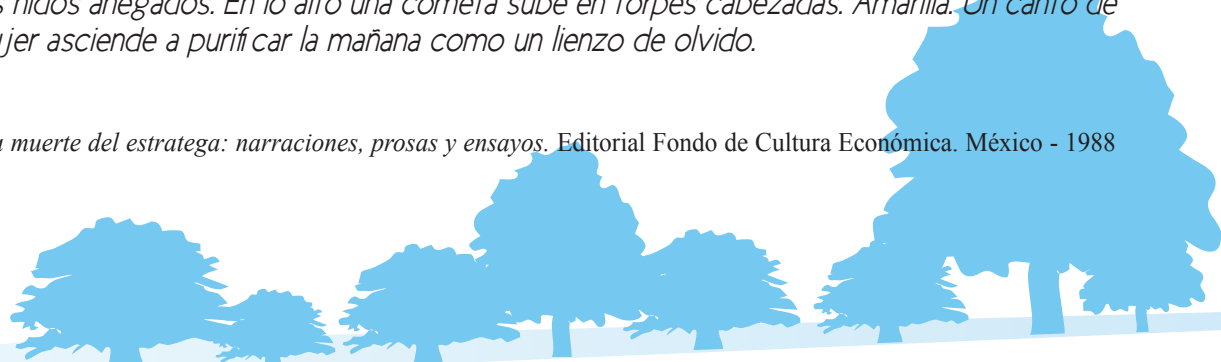 s nidos anegados. En lo alto una cometa sube en torpes cabezadas. Amarilla. Un canto de
ujer asciende a purificar la mañana como un lienzo de olvido.
a muerte del estratega: narraciones, prosas y ensayos. Editorial Fondo de Cultura Económica. México - 1988